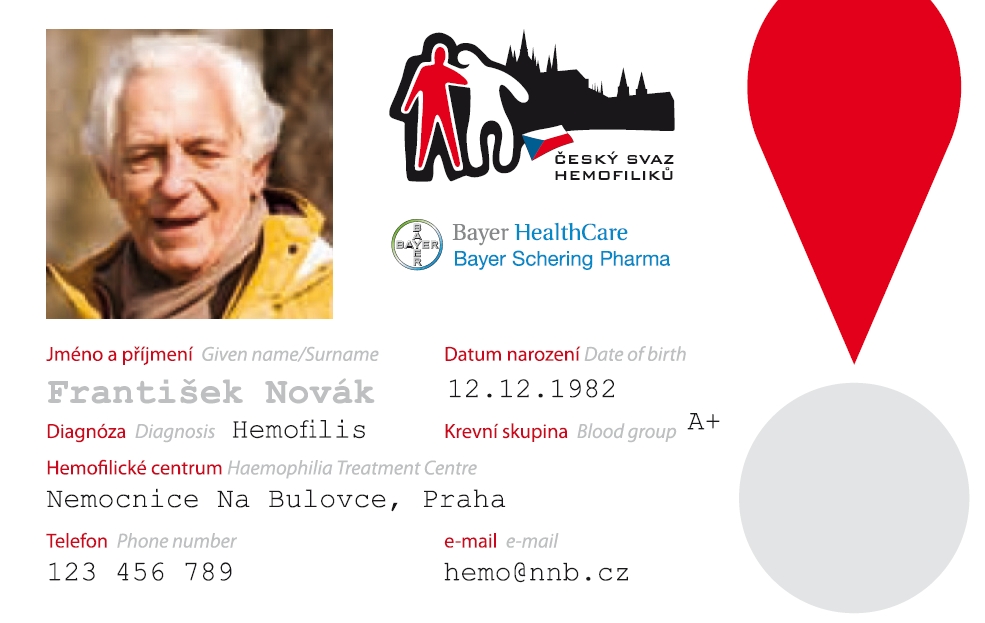 ČESKÝ SVAZ
HEMOFILIKŮ
BAYER
BAYER
Bayer HealthCare
Bayer Schering Pharma
Jméno a příjmení Given name/Surname
František Novák
Datum narození Date of birth
12.12.1982
Diagnóza Diagnosis Hemofilis
Krevní skupina Blood group A+
Hemofilické centrum Haemophilia Treatment Centre
Nemocnice Na Bulovce, Praha
Telefon Phone number
123 456 789
e-mail e-mail
hemo@nnb.cz